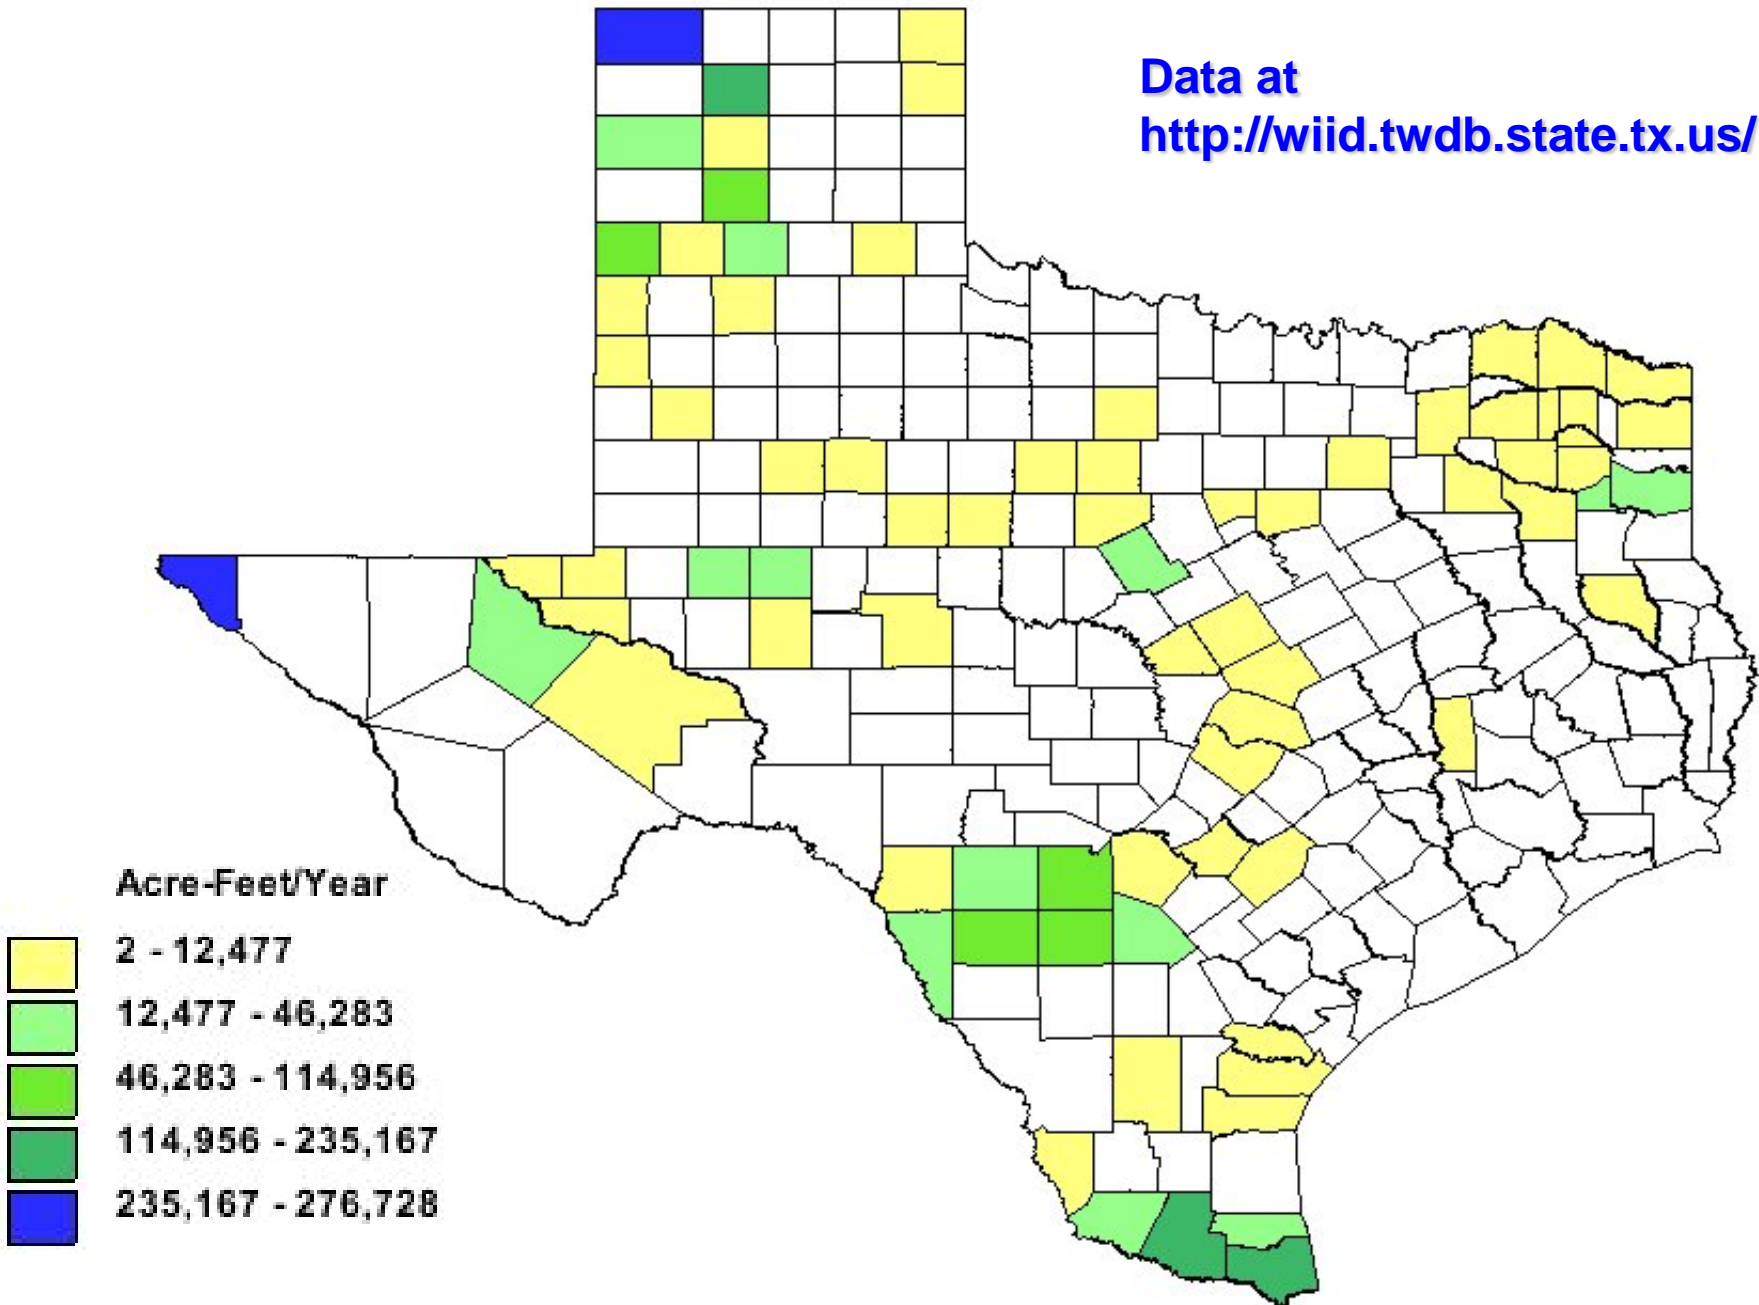 Data at
http://wiid.twdb.state.tx.us/
Acre-Feet/Year
2 - 12,477
12,477 - 46,283
46,283 - 114,956
114,956 - 235,167
235,167 - 276,728